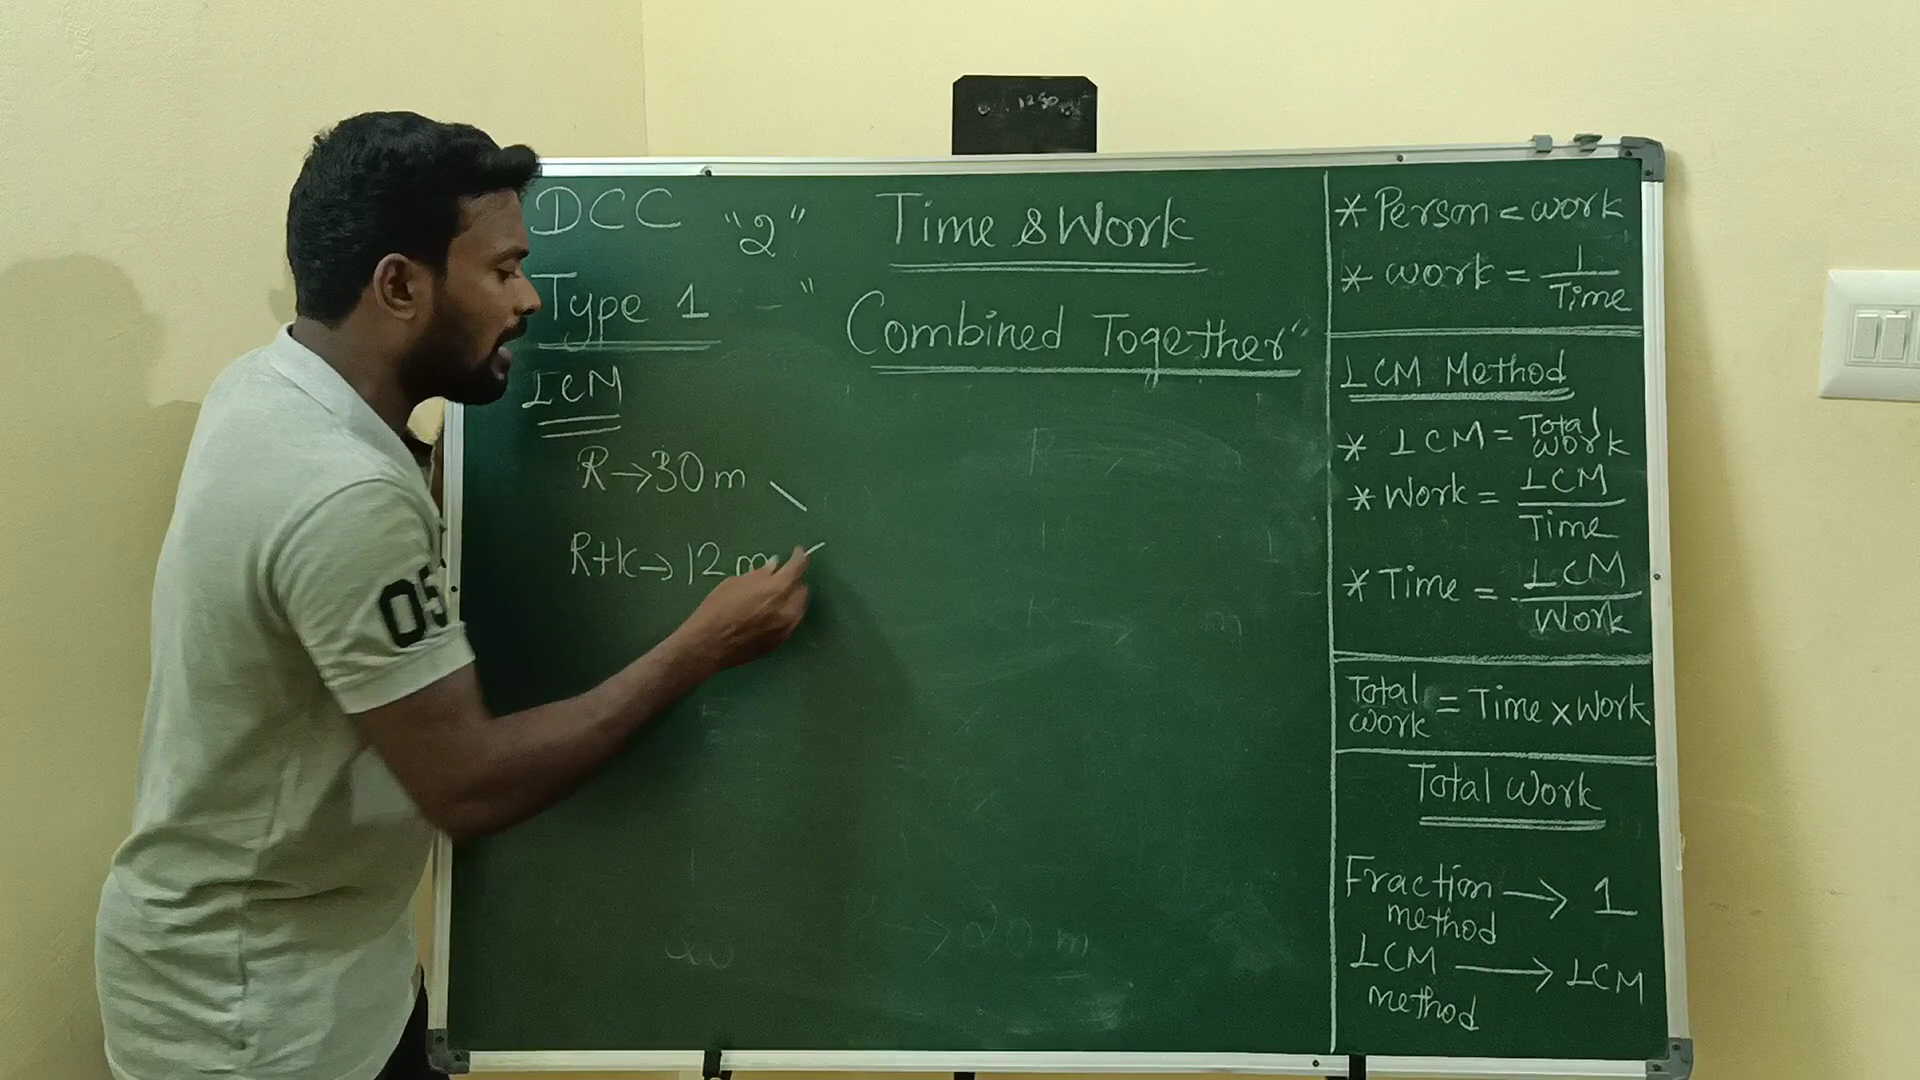 DCC "2" Time & Work
Type 1 - "Combined Together"
LCM
R → 30 m
R+K → 12 m
* Person < work
* work = 1/Time
LCM Method
* LCM = Total work
* Work = LCM/Time
* Time = LCM/Work
Total work = Time x Work
Total Work
Fraction method → 1
LCM method → LCM
05